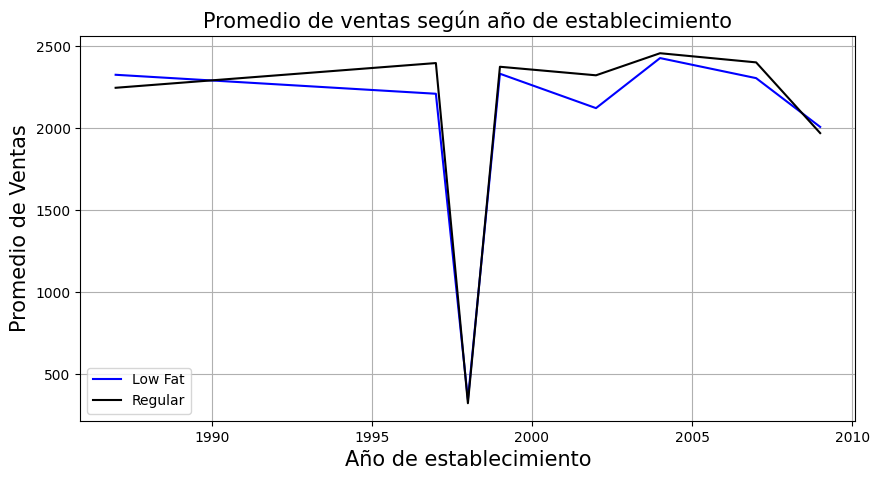 Promedio de ventas según año de establecimiento
Promedio de Ventas
2500
2000
1500
1000
500
Low Fat
Regular
1990 1995 2000 2005 2010
Año de establecimiento